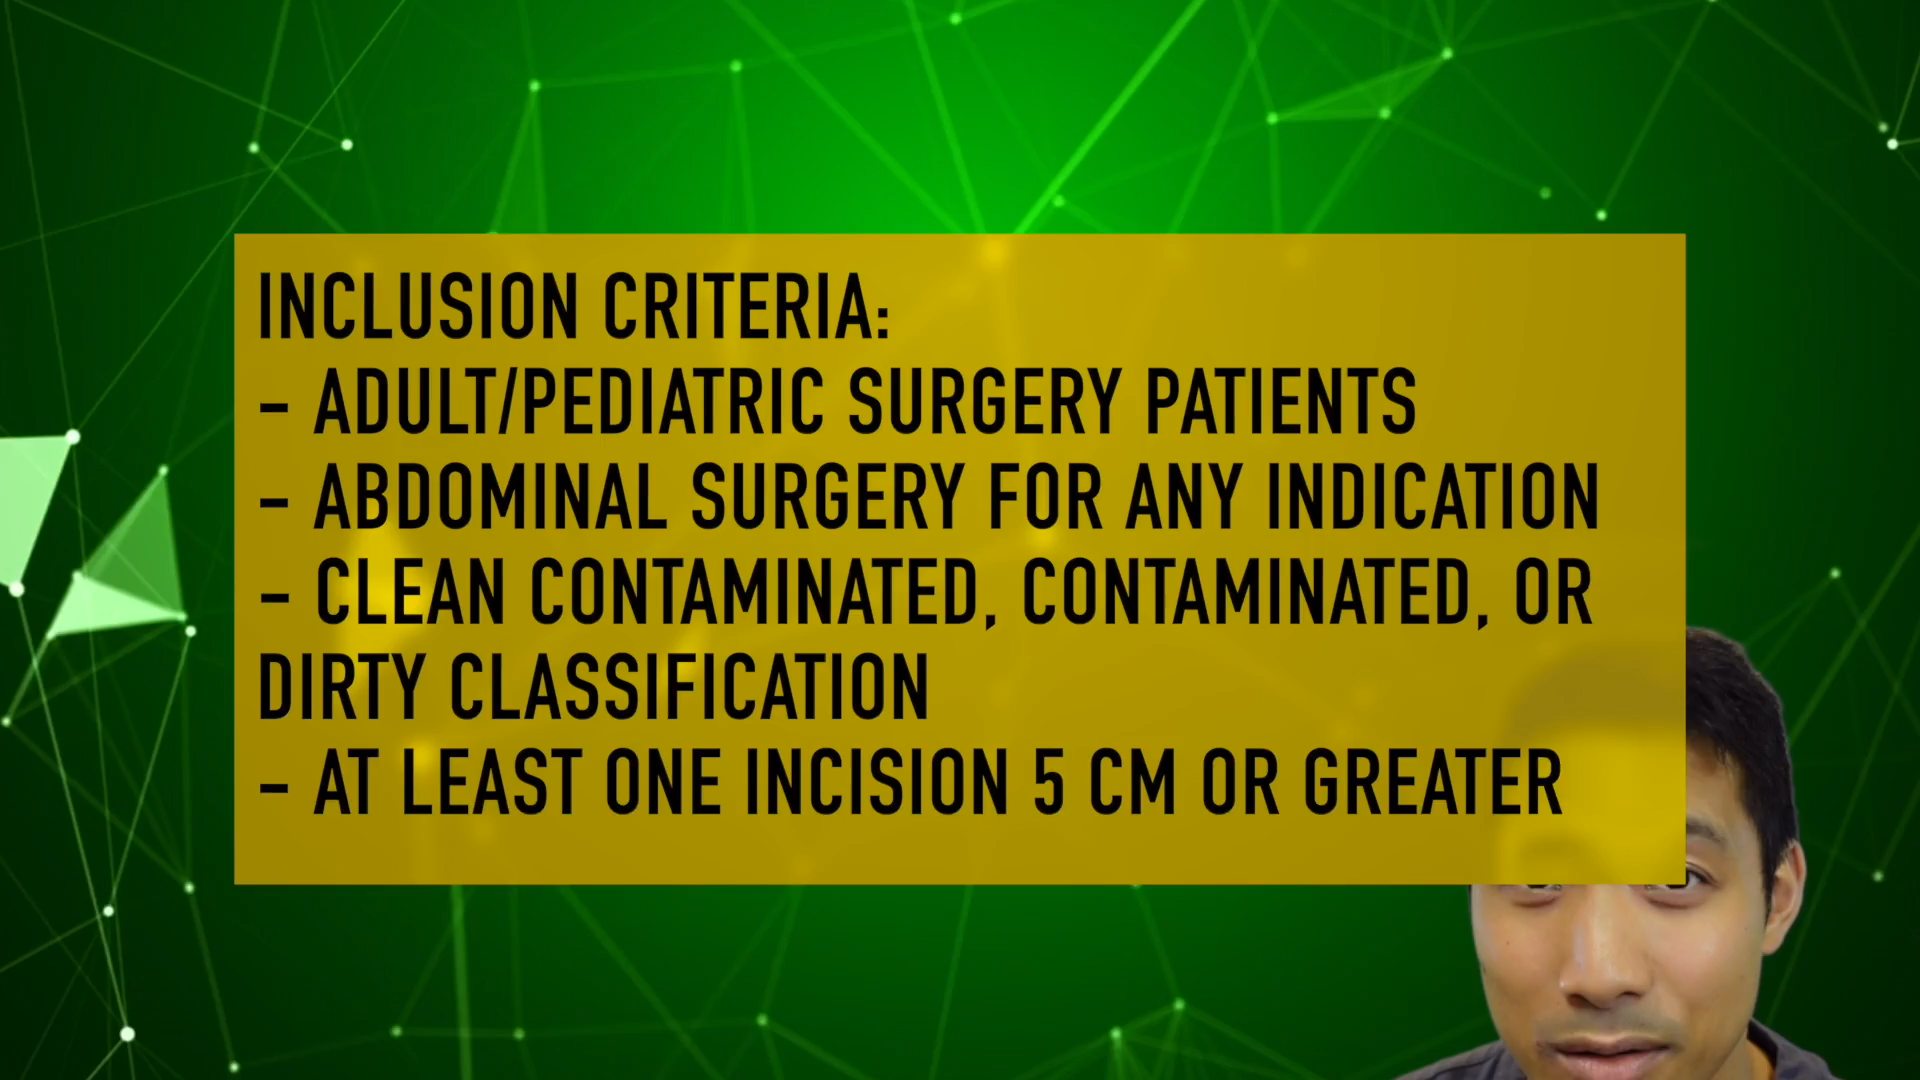 INCLUSION CRITERIA:
- ADULT/PEDIATRIC SURGERY PATIENTS
- ABDOMINAL SURGERY FOR ANY INDICATION
- CLEAN CONTAMINATED, CONTAMINATED, OR
DIRTY CLASSIFICATION
- AT LEAST ONE INCISION 5 CM OR GREATER